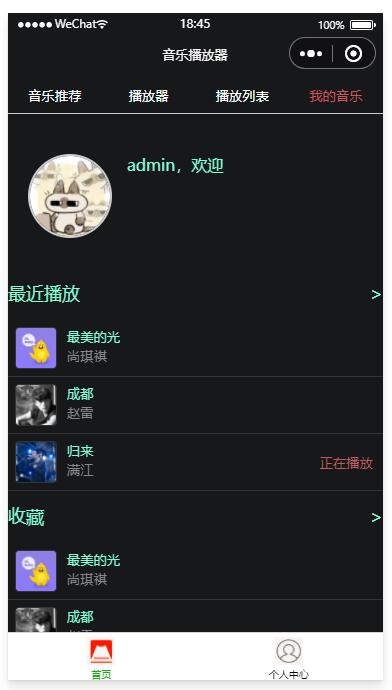 WeChat 18:45 100%
音乐播放器
音乐推荐 播放器 播放列表 我的音乐
admin，欢迎
最近播放 >
最美的光
尚琪祺
成都
赵雷
归来
满江
正在播放
收藏 >
最美的光
尚琪祺
成都
首页 个人中心